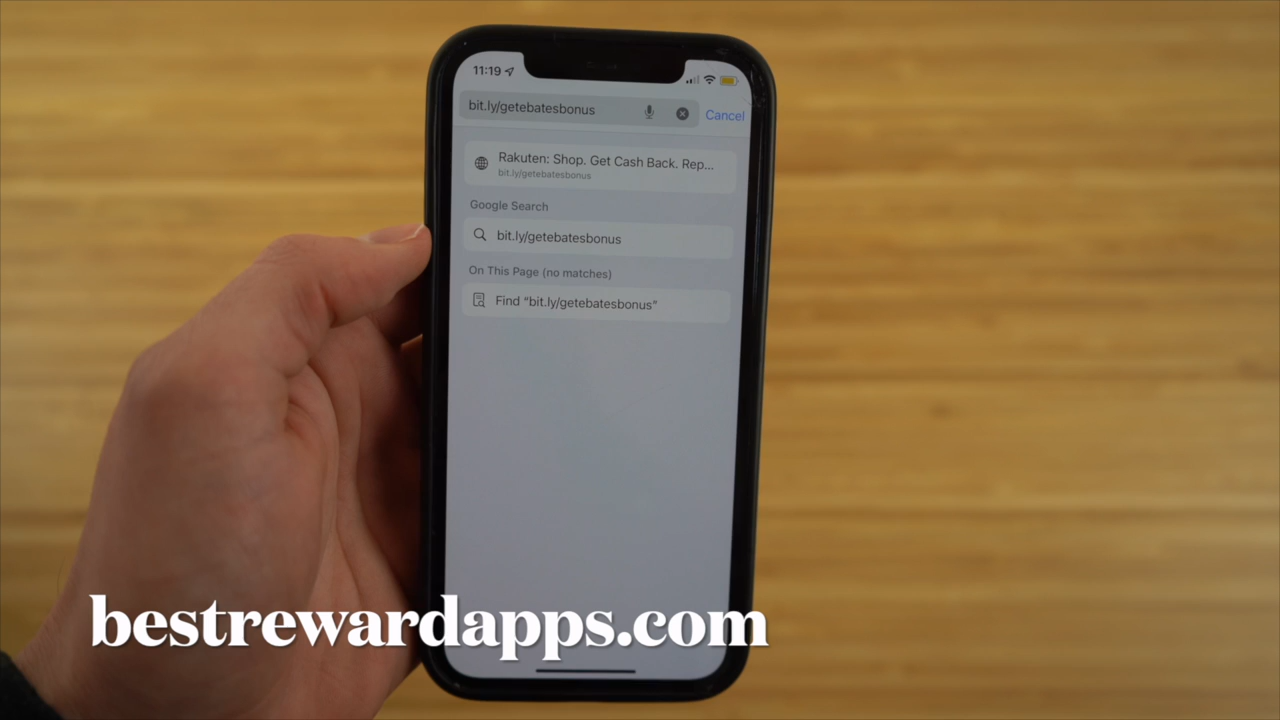 11:19
bit.ly/getebatesbonus
Cancel
Rakuten: Shop. Get Cash Back. Rep...
bit.ly/getebatesbonus
Google Search
bit.ly/getebatesbonus
On This Page (no matches)
Find “bit.ly/getebatesbonus”
bestrewardapps.com